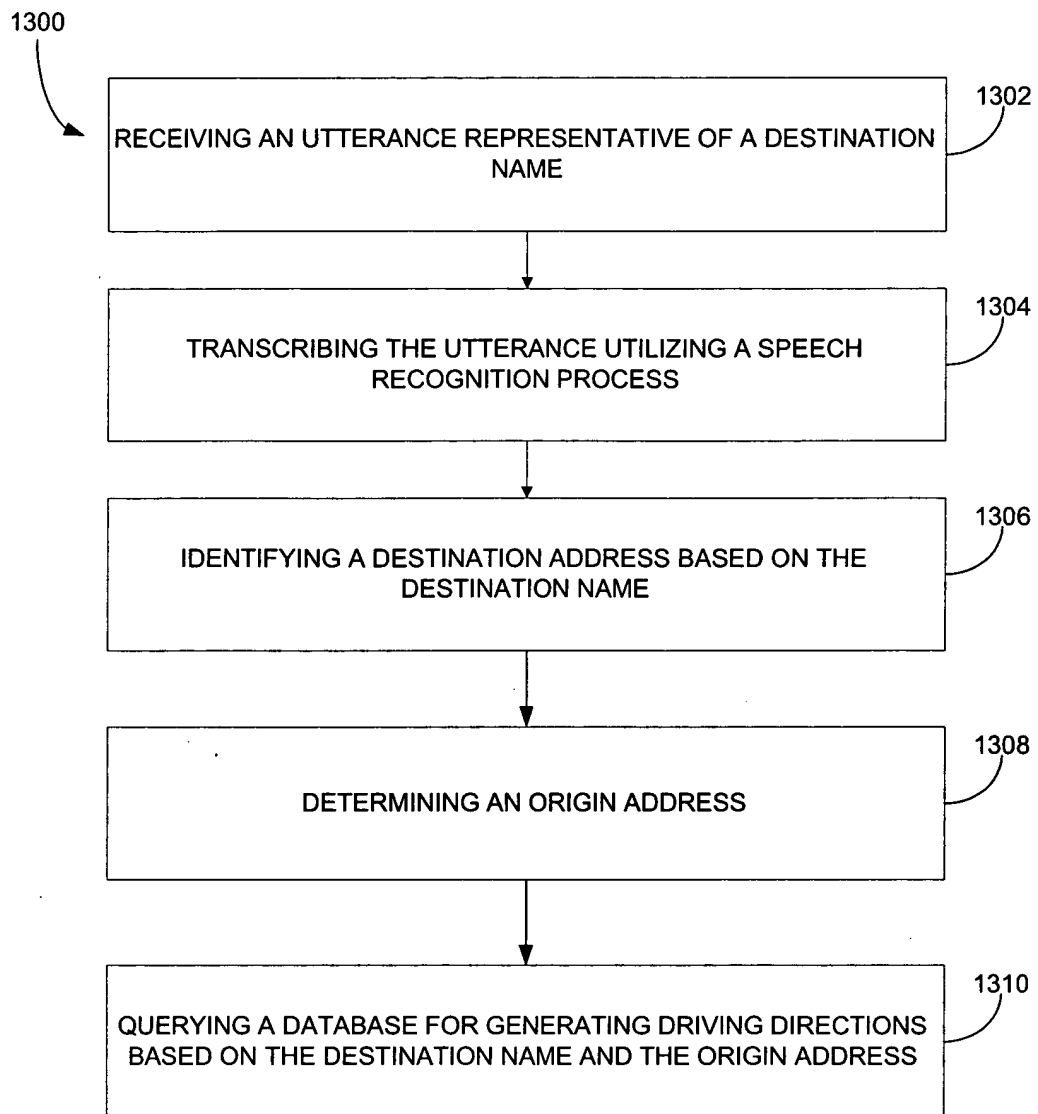 1300
1302
RECEIVING AN UTTERANCE REPRESENTATIVE OF A DESTINATION
NAME
1304
TRANSCRIBING THE UTTERANCE UTILIZING A SPEECH
RECOGNITION PROCESS
1306
IDENTIFYING A DESTINATION ADDRESS BASED ON THE
DESTINATION NAME
1308
DETERMINING AN ORIGIN ADDRESS
1310
QUERYING A DATABASE FOR GENERATING DRIVING DIRECTIONS
BASED ON THE DESTINATION NAME AND THE ORIGIN ADDRESS